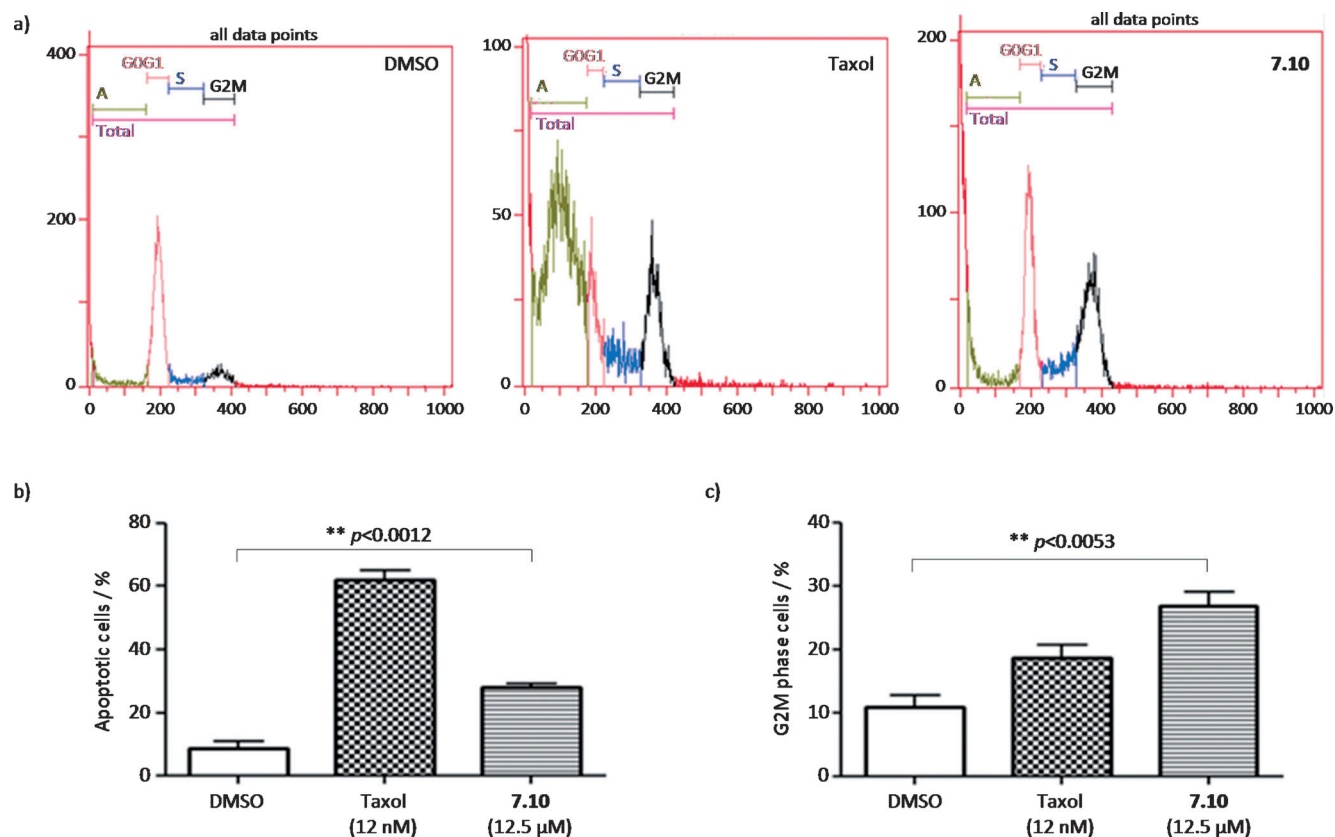 a)
all data points
DMSO
G0G1
S
G2M
A
Total
400
200
0
0 200 400 600 800 1000
Taxol
G0G1
S
G2M
A
Total
100
50
0
0 200 400 600 800 1000
all data points
7.10
G0G1
S
G2M
A
Total
200
100
0
0 200 400 600 800 1000
b)
Apoptotic cells / %
80
60
40
20
0
** p<0.0012
DMSO Taxol 7.10
(12 nM) (12.5 µM)
c)
G2M phase cells / %
40
30
20
10
0
** p<0.0053
DMSO Taxol 7.10
(12 nM) (12.5 µM)